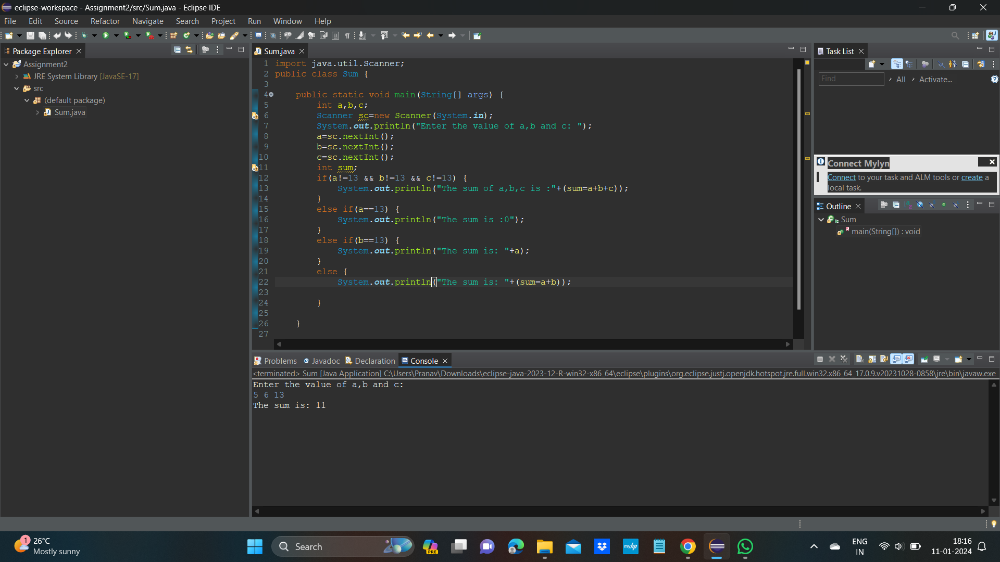 eclipse-workspace - Assignment2/src/Sum.java - Eclipse IDE
File Edit Source Refactor Navigate Search Project Run Window Help
Package Explorer
Assignment2
JRE System Library [JavaSE-17]
src
(default package)
Sum.java
Sum.java
1 import java.util.Scanner;
2 public class Sum {
3
4     public static void main(String[] args) {
5         int a,b,c;
6         Scanner sc=new Scanner(System.in);
7         System.out.println("Enter the value of a,b and c: ");
8         a=sc.nextInt();
9         b=sc.nextInt();
10         c=sc.nextInt();
11         int sum;
12         if(a!=13 && b!=13 && c!=13) {
13             System.out.println("The sum of a,b,c is :"+(sum=a+b+c));
14         }
15         else if(a==13) {
16             System.out.println("The sum is :0");
17         }
18         else if(b==13) {
19             System.out.println("The sum is: "+a);
20         }
21         else {
22             System.out.println("The sum is: "+(sum=a+b));
23
24         }
25
26     }
27
Task List
Find All Activate...
Connect Mylyn
Connect to your task and ALM tools or create a
local task.
Outline
Sum
main(String[]) : void
Problems Javadoc Declaration Console
<terminated> Sum [Java Application] C:\Users\Pranav\Downloads\eclipse-java-2023-12-R-win32-x86_64\eclipse\plugins\org.eclipse.justj.openjdk.hotspot.jre.full.win32.x86_64_17.0.9.v20231028-0858\jre\bin\javaw.exe
Enter the value of a,b and c:
5 6 13
The sum is: 11
1
26°C
Mostly sunny
Search
PRE
myhp
ENG
IN
18:16
11-01-2024